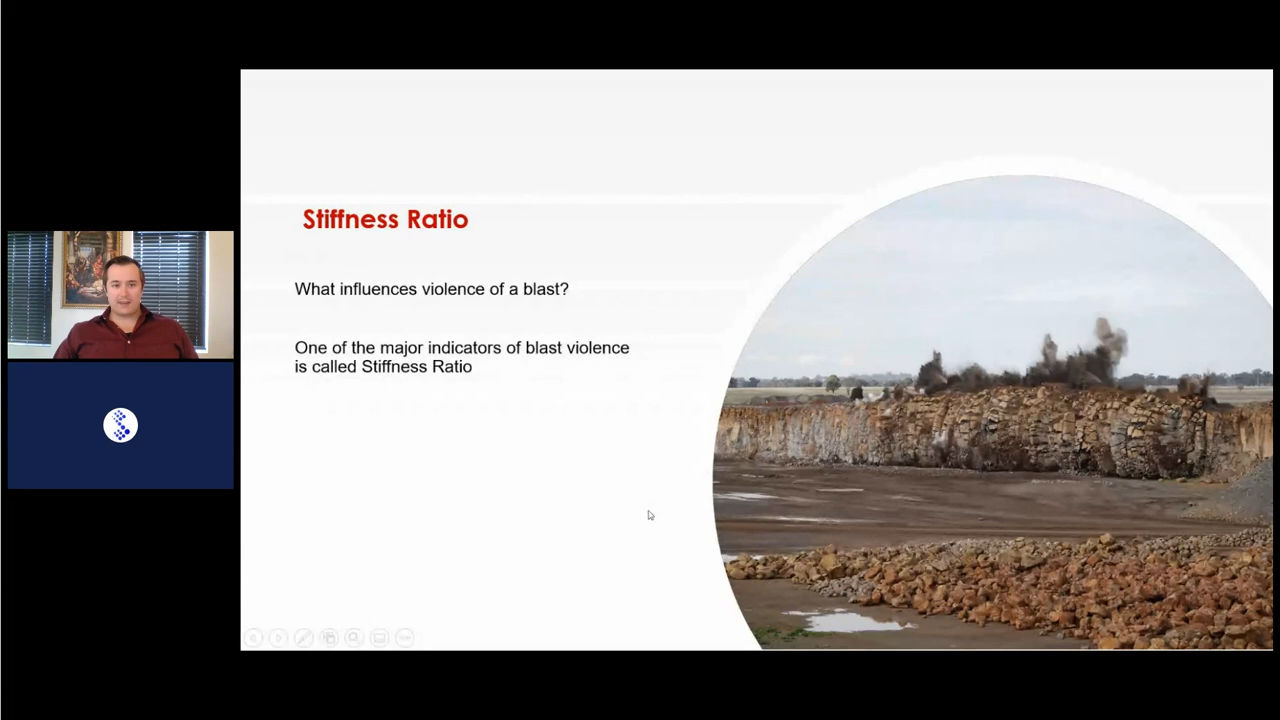 Stiffness Ratio
What influences violence of a blast?
One of the major indicators of blast violence
is called Stiffness Ratio